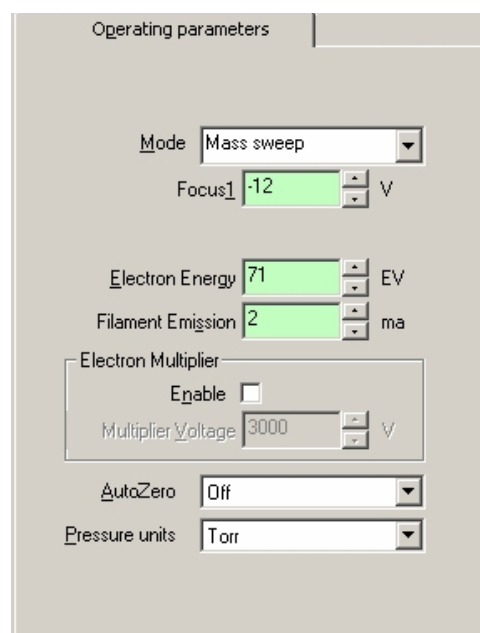 Operating parameters
Mode Mass sweep
Focus1 -12 V
Electron Energy 71 EV
Filament Emission 2 ma
Electron Multiplier
Enable
Multiplier Voltage 3000 V
AutoZero Off
Pressure units Torr